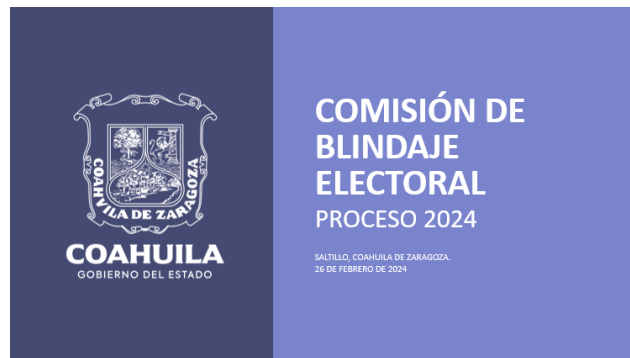 COAHVILA DE ZARAGOZA
COAHUILA
GOBIERNO DEL ESTADO
COMISIÓN DE
BLINDAJE
ELECTORAL
PROCESO 2024
SALTILLO, COAHUILA DE ZARAGOZA.
26 DE FEBRERO DE 2024